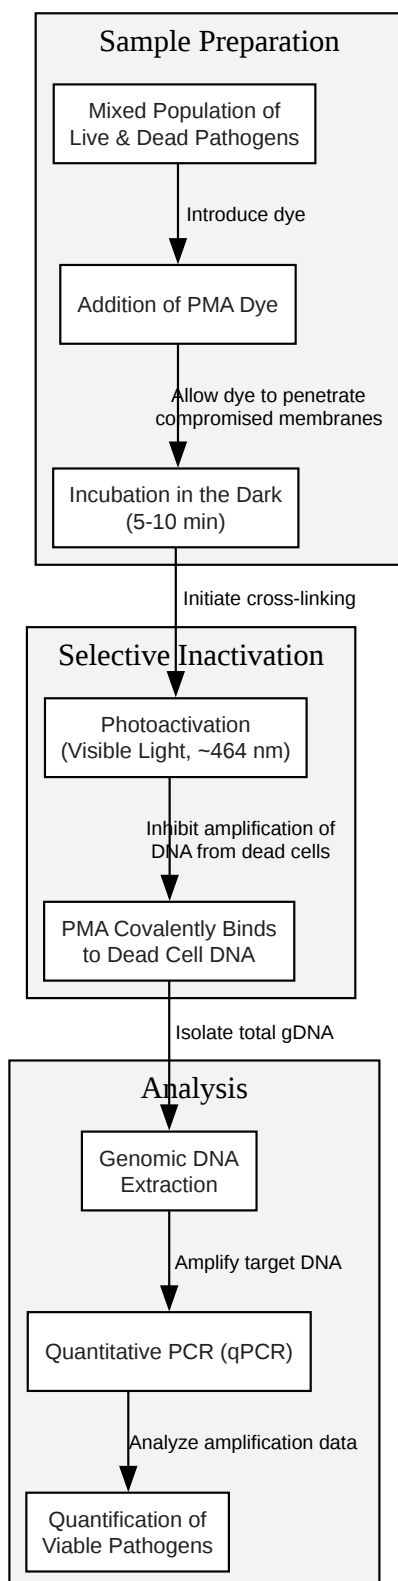 Sample Preparation
Mixed Population of
Live & Dead Pathogens
Introduce dye
Addition of PMA Dye
Allow dye to penetrate
compromised membranes
Incubation in the Dark
(5-10 min)
Initiate cross-linking
Selective Inactivation
Photoactivation
(Visible Light, ~464 nm)
Inhibit amplification of
DNA from dead cells
PMA Covalently Binds
to Dead Cell DNA
Isolate total gDNA
Analysis
Genomic DNA
Extraction
Amplify target DNA
Quantitative PCR (qPCR)
Analyze amplification data
Quantification of
Viable Pathogens